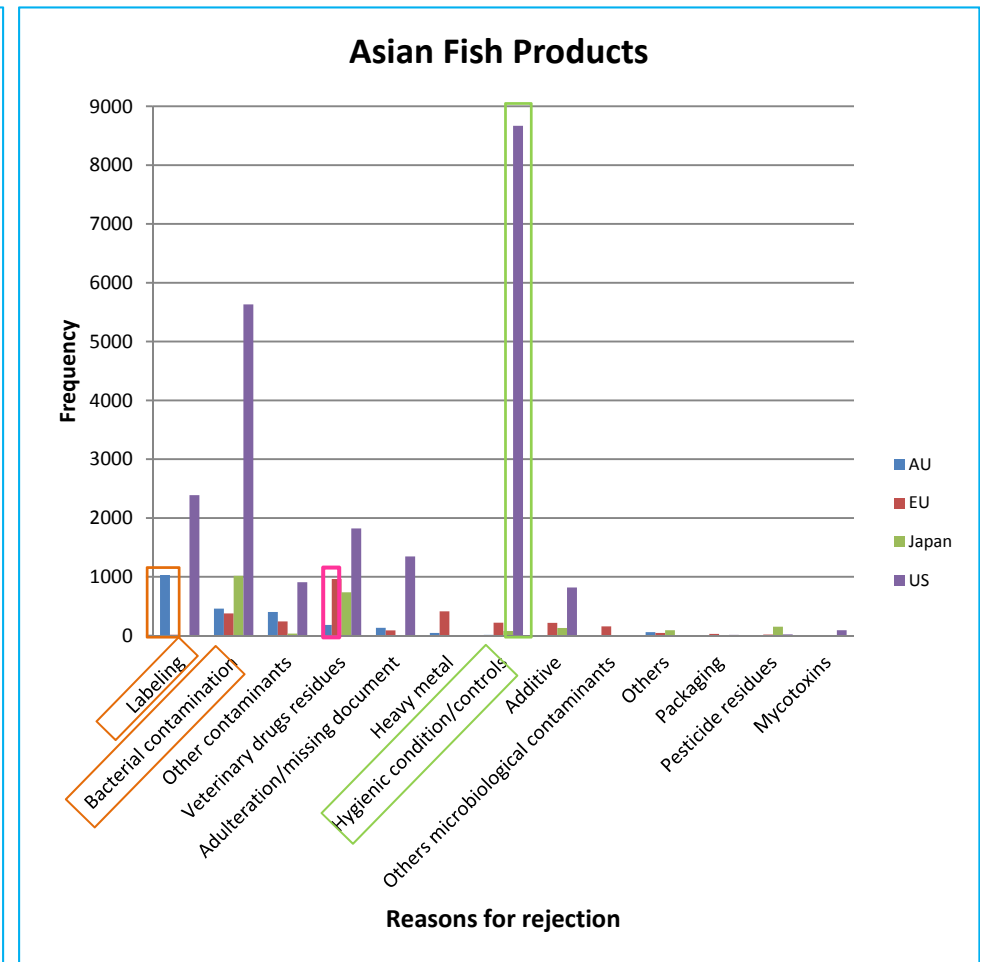 Asian Fish Products
9000
8000
7000
6000
5000
4000
3000
2000
1000
0
Frequency
Labeling
Bacterial contamination
Other contaminants
Veterinary drugs residues
Adulteration/missing document
Heavy metal
Hygienic condition/controls
Additive
Others microbiological contaminants
Others
Packaging
Pesticide residues
Mycotoxins
Reasons for rejection
AU
EU
Japan
US